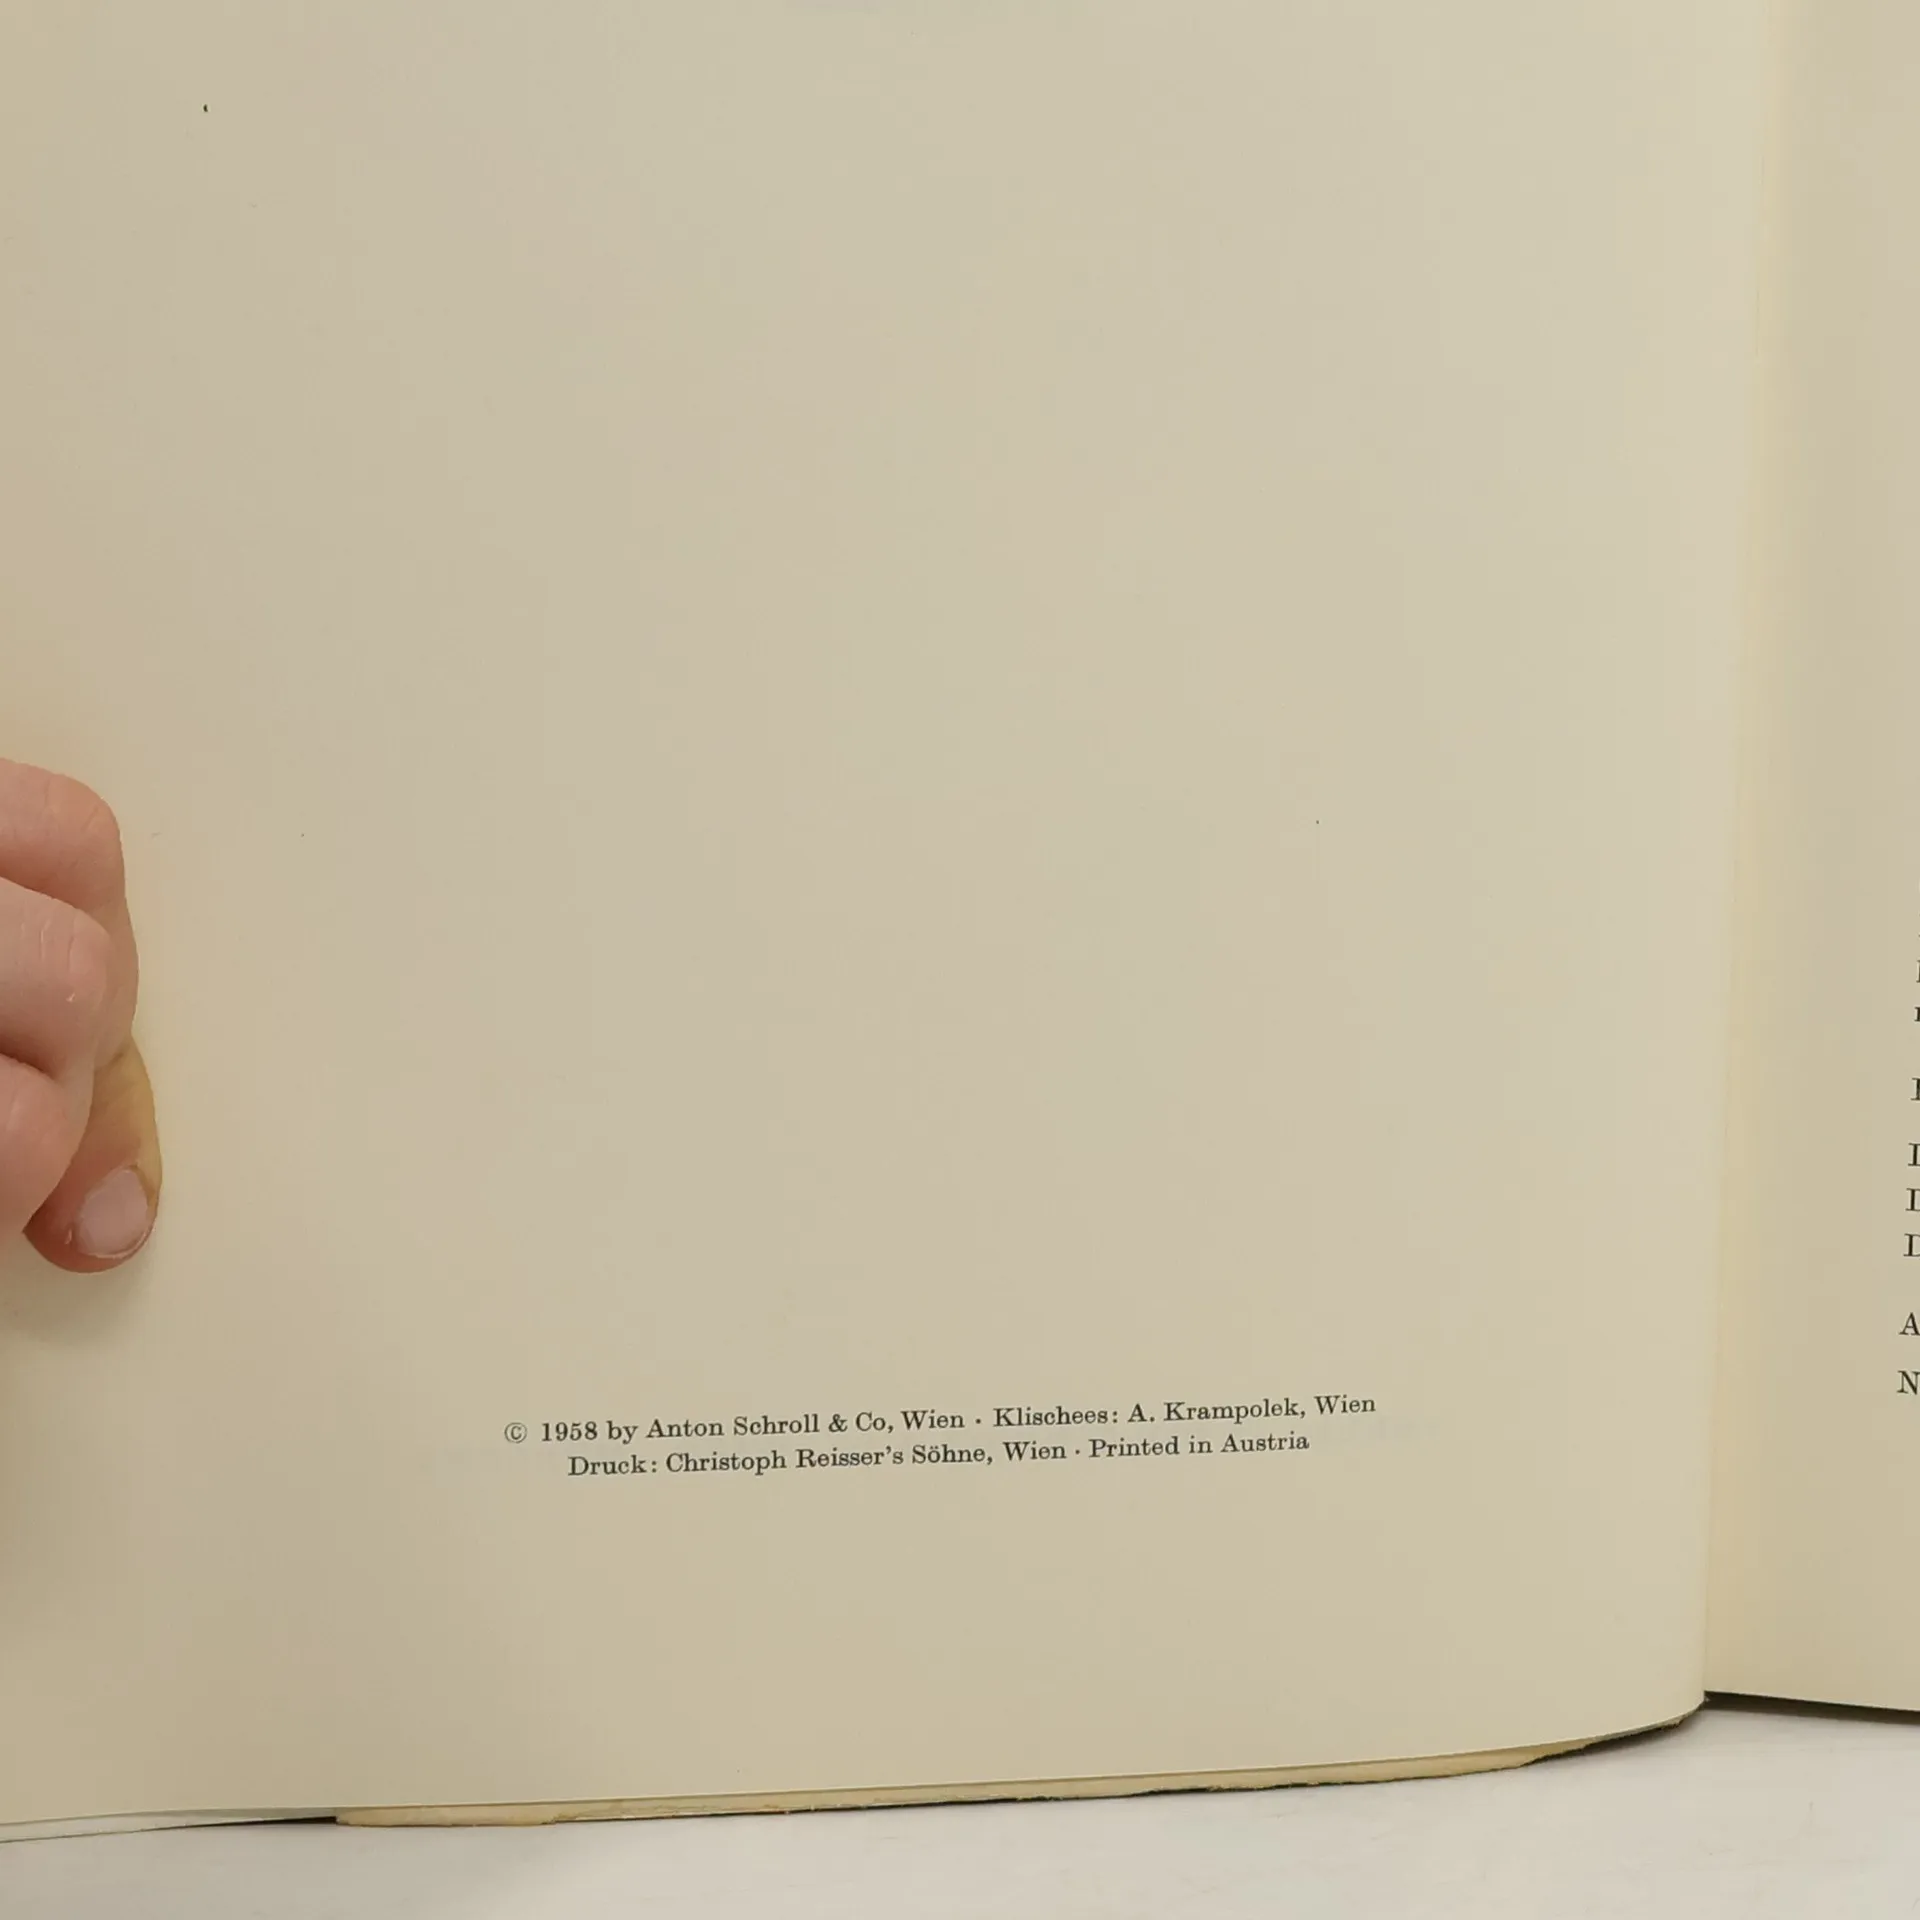 © 1958 by Anton Schroll & Co, Wien · Klischees: A. Krampolek, Wien
Druck: Christoph Reisser's Söhne, Wien · Printed in Austria